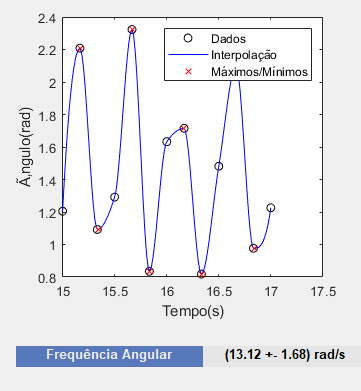 2.4
2.2
2
1.8
1.6
1.4
1.2
1
0.8
Ã‚ngulo(rad)
Dados
Interpolação
Máximos/Mínimos
15 15.5 16 16.5 17 17.5
Tempo(s)
Frequência Angular (13.12 +- 1.68) rad/s